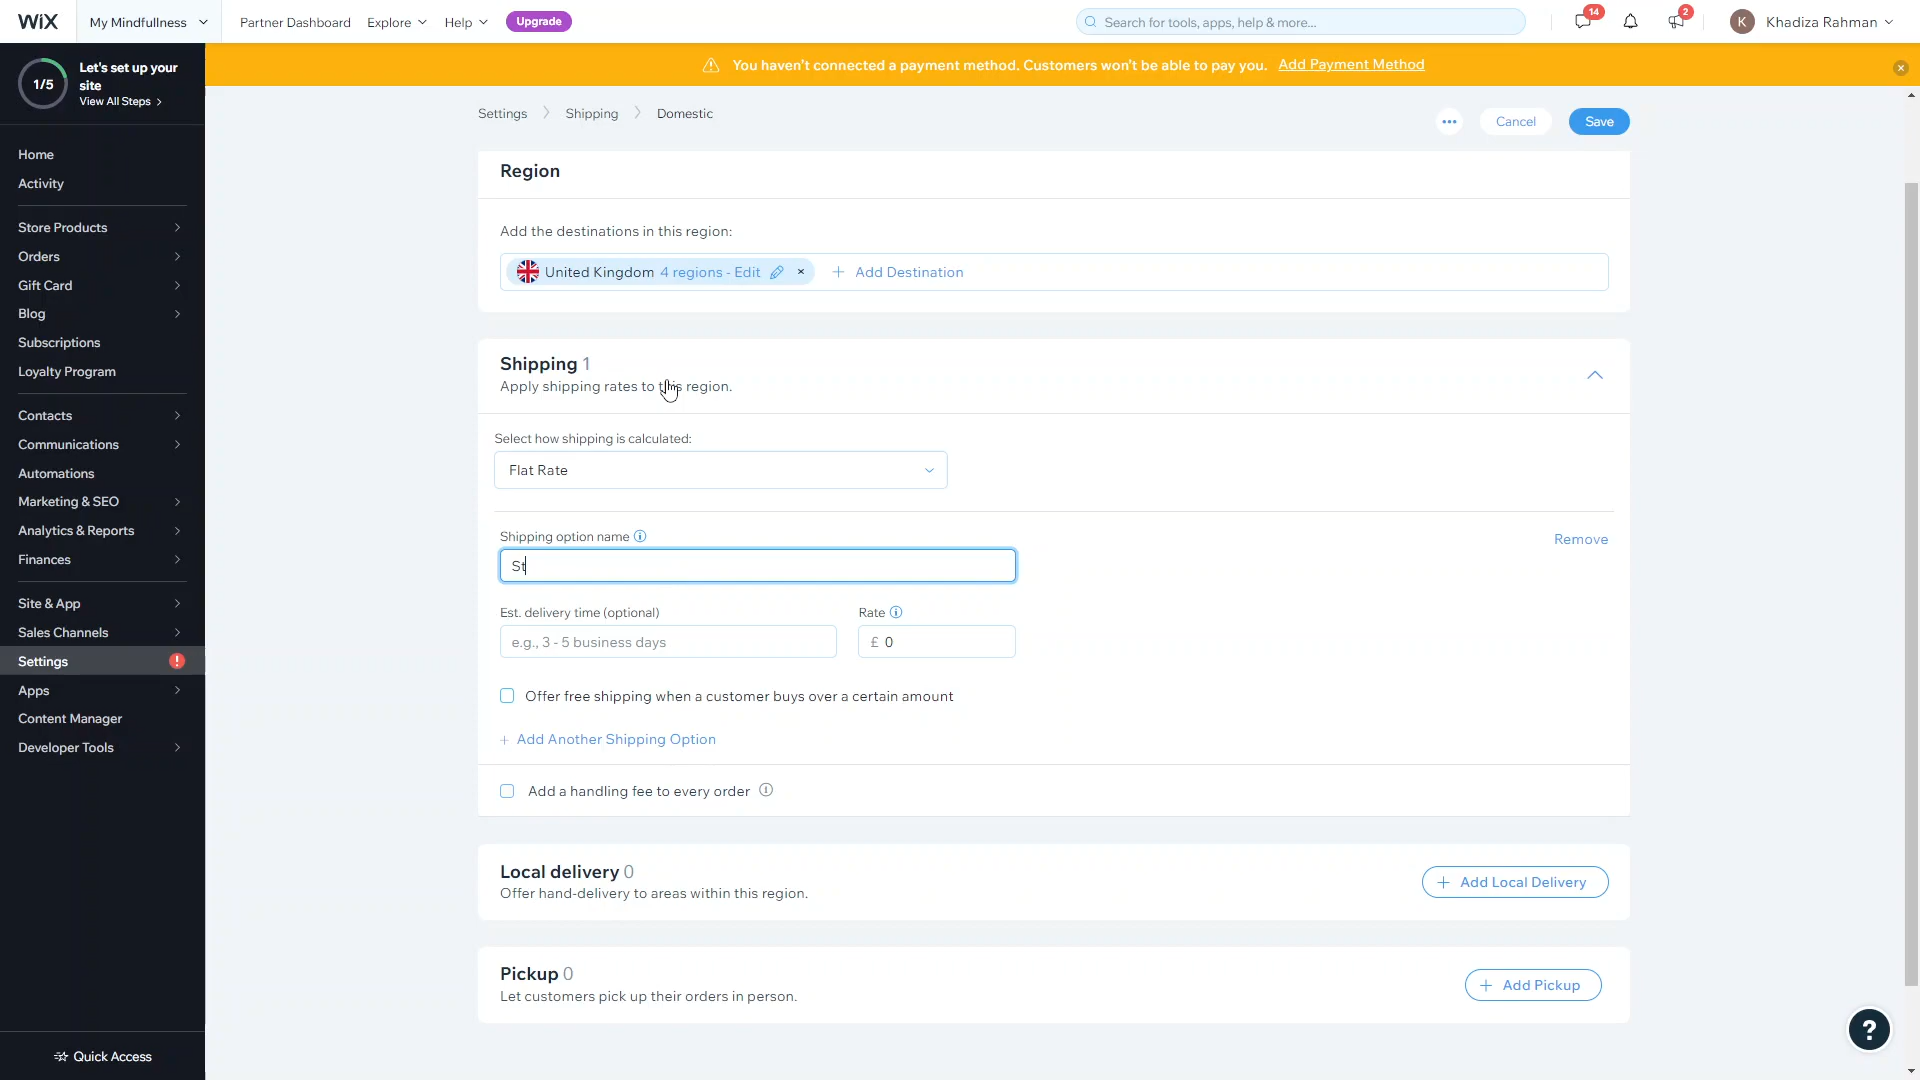 WiX
My Mindfullness
Partner Dashboard
Explore
Help
Upgrade
Search for tools, apps, help & more...
14
2
K
Khadiza Rahman
1/5
Let's set up your
site
View All Steps
You haven't connected a payment method. Customers won't be able to pay you. Add Payment Method
Home
Activity
Store Products
Orders
Gift Card
Blog
Subscriptions
Loyalty Program
Contacts
Communications
Automations
Marketing & SEO
Analytics & Reports
Finances
Site & App
Sales Channels
Settings
Apps
Content Manager
Developer Tools
Quick Access
Settings
Shipping
Domestic
Cancel
Save
Region
Add the destinations in this region:
United Kingdom 4 regions - Edit
+ Add Destination
Shipping 1
Apply shipping rates to this region.
Select how shipping is calculated:
Flat Rate
Shipping option name
Remove
St
Est. delivery time (optional)
Rate
e.g., 3 - 5 business days
£ 0
Offer free shipping when a customer buys over a certain amount
+ Add Another Shipping Option
Add a handling fee to every order
Local delivery 0
Offer hand-delivery to areas within this region.
+ Add Local Delivery
Pickup 0
Let customers pick up their orders in person.
+ Add Pickup
?